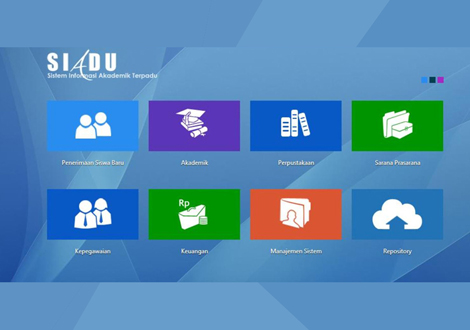 SIADU
Sistem Informasi Akademik Terpadu
Penerimaan Siswa Baru
Akademik
Perpustakaan
Sarana Prasarana
Rp
Kepegawaian
Keuangan
Manajemen Sistem
Repository